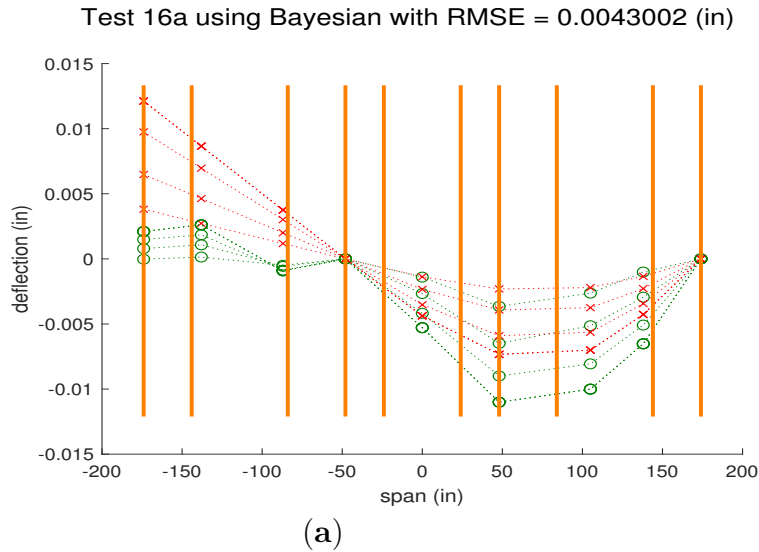 Test 16a using Bayesian with RMSE = 0.0043002 (in)
0.015
0.01
0.005
0
-0.005
-0.01
-0.015
deflection (in)
-200 -150 -100 -50 0 50 100 150 200
span (in)
(a)